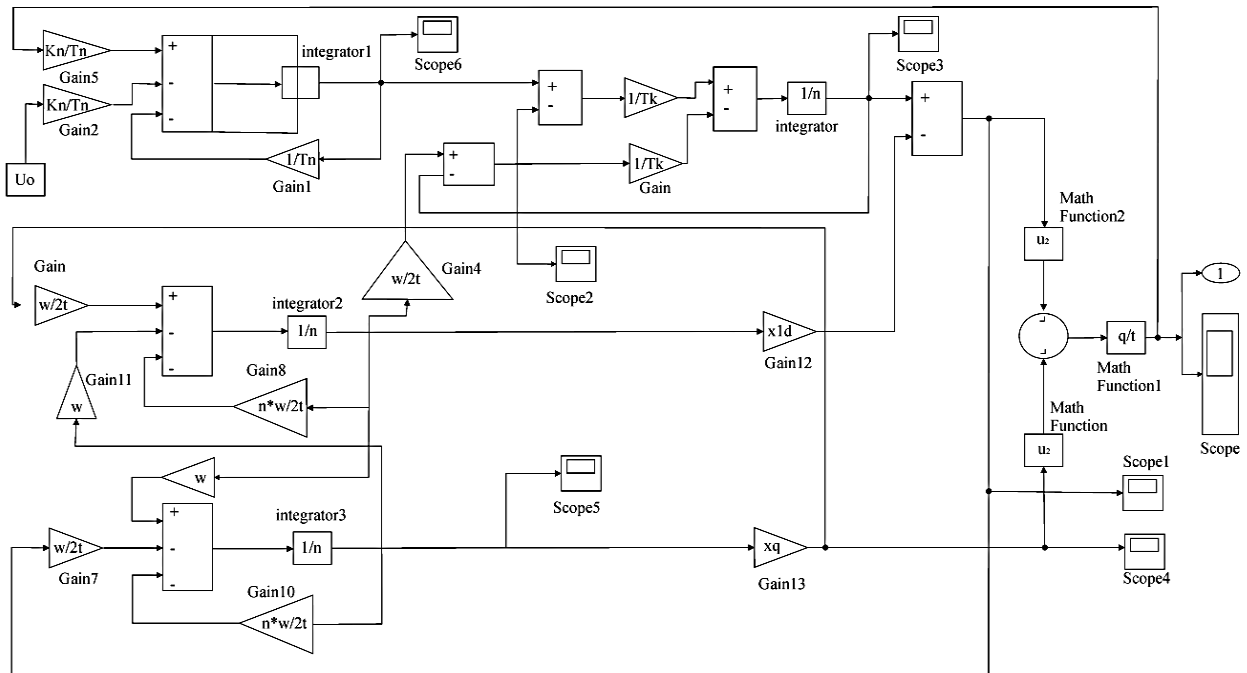 Kn/Tn
Gain5
Kn/Tn
Gain2
Uo
+
-
-
integrator1
1/Tn
Gain1
Scope6
+
-
1/Tk
+
-
1/n
integrator
Scope3
+
-
+
-
1/Tk
Gain
w/2t
Gain4
Scope2
Math
Function2
u2
1
q/t
Math
Function1
Scope
Math
Function
u2
Gain
w/2t
+
-
-
integrator2
1/n
x1d
Gain12
Gain11
w
Gain8
n*w/2t
w
+
-
-
integrator3
1/n
Scope5
xq
Gain13
w/2t
Gain7
Gain10
n*w/2t
Scope1
Scope4